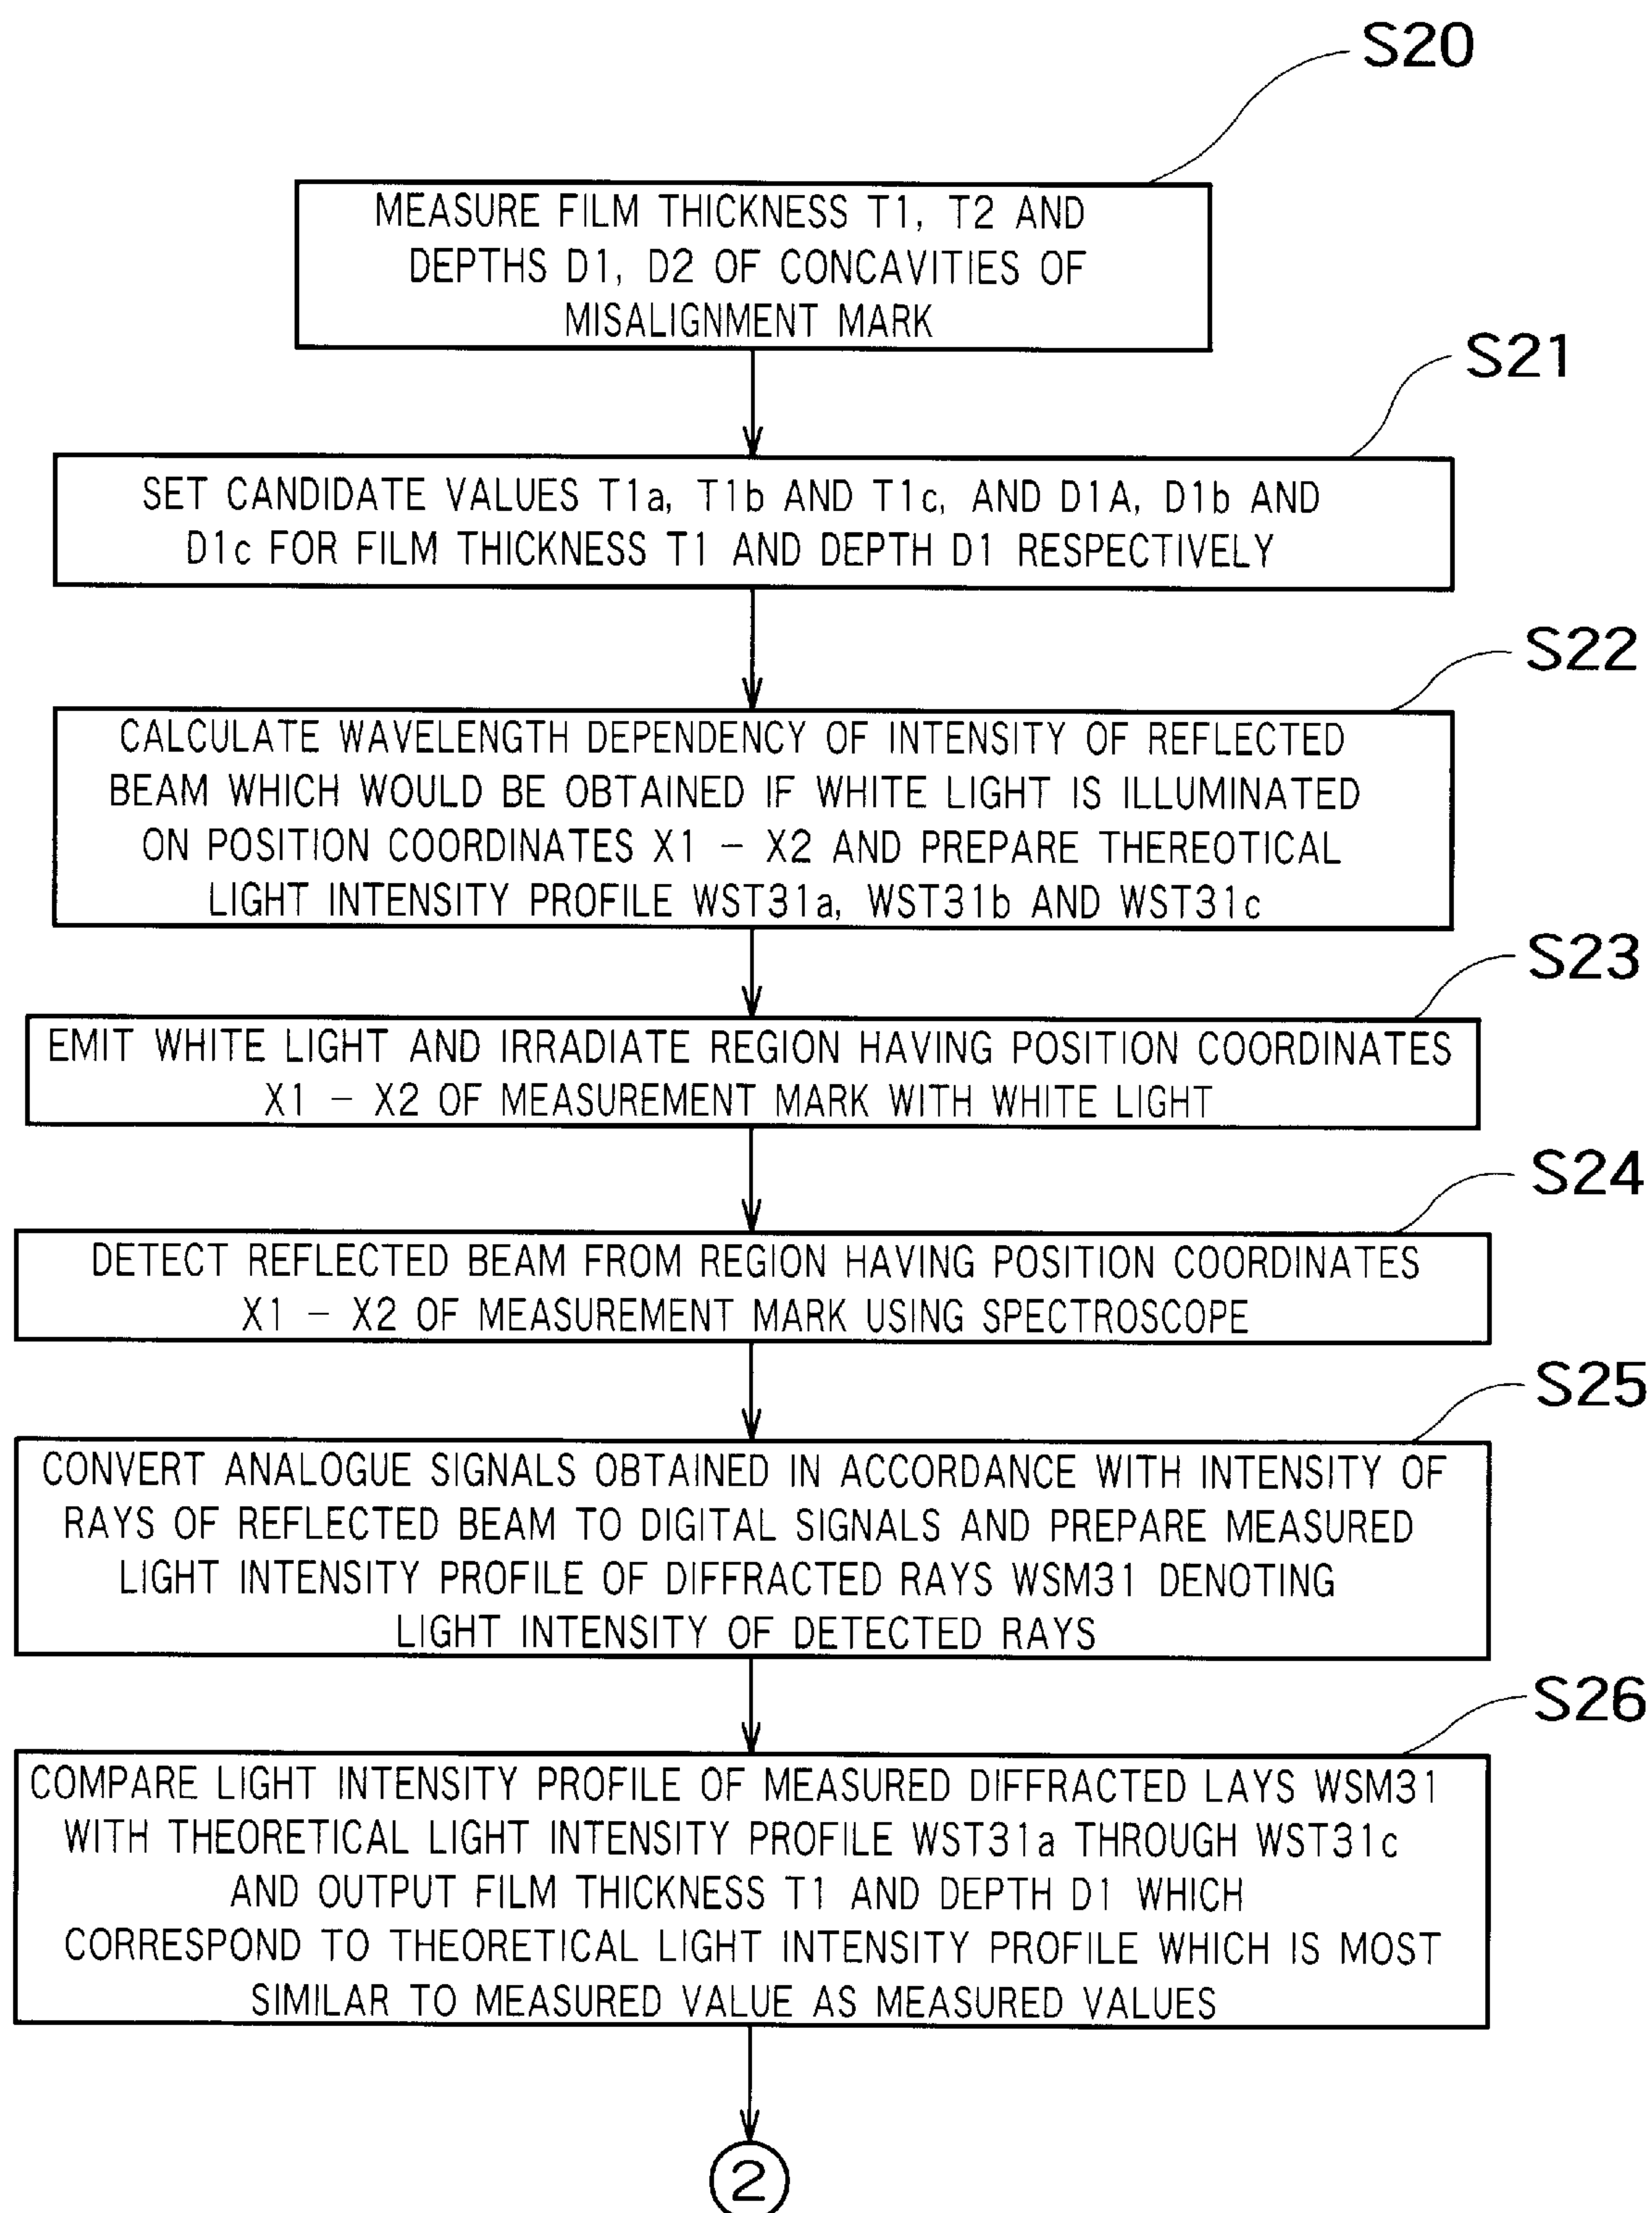 S20
MEASURE FILM THICKNESS T1, T2 AND
DEPTHS D1, D2 OF CONCAVITIES OF
MISALIGNMENT MARK
S21
SET CANDIDATE VALUES T1a, T1b AND T1c, AND D1A, D1b AND
D1c FOR FILM THICKNESS T1 AND DEPTH D1 RESPECTIVELY
S22
CALCULATE WAVELENGTH DEPENDENCY OF INTENSITY OF REFLECTED
BEAM WHICH WOULD BE OBTAINED IF WHITE LIGHT IS ILLUMINATED
ON POSITION COORDINATES X1 – X2 AND PREPARE THEREOTICAL
LIGHT INTENSITY PROFILE WST31a, WST31b AND WST31c
S23
EMIT WHITE LIGHT AND IRRADIATE REGION HAVING POSITION COORDINATES
X1 – X2 OF MEASUREMENT MARK WITH WHITE LIGHT
S24
DETECT REFLECTED BEAM FROM REGION HAVING POSITION COORDINATES
X1 – X2 OF MEASUREMENT MARK USING SPECTROSCOPE
S25
CONVERT ANALOGUE SIGNALS OBTAINED IN ACCORDANCE WITH INTENSITY OF
RAYS OF REFLECTED BEAM TO DIGITAL SIGNALS AND PREPARE MEASURED
LIGHT INTENSITY PROFILE OF DIFFRACTED RAYS WSM31 DENOTING
LIGHT INTENSITY OF DETECTED RAYS
S26
COMPARE LIGHT INTENSITY PROFILE OF MEASURED DIFFRACTED LAYS WSM31
WITH THEORETICAL LIGHT INTENSITY PROFILE WST31a THROUGH WST31c
AND OUTPUT FILM THICKNESS T1 AND DEPTH D1 WHICH
CORRESPOND TO THEORETICAL LIGHT INTENSITY PROFILE WHICH IS MOST
SIMILAR TO MEASURED VALUE AS MEASURED VALUES
2